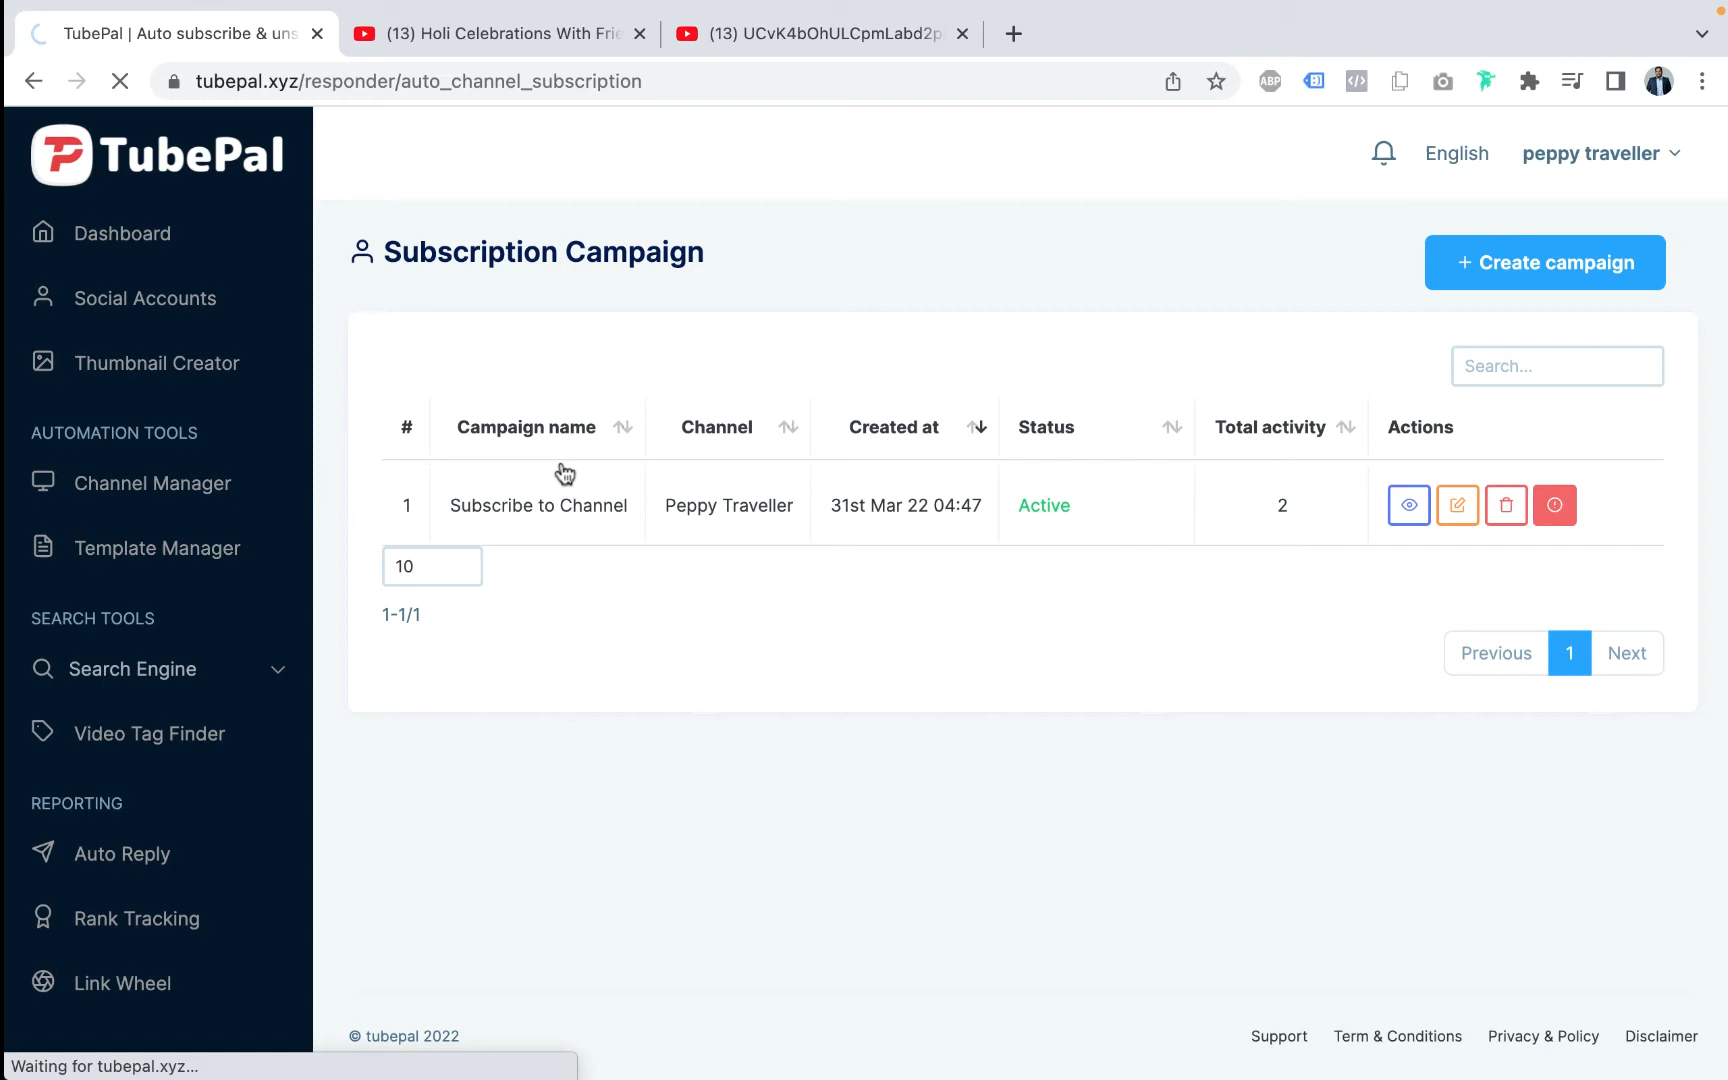 TubePal | Auto subscribe & uns
(13) Holi Celebrations With Frie
(13) UCvK4bOhULCpmLabd2p
tubepal.xyz/responder/auto_channel_subscription
ABP
TubePal
English
peppy traveller
Dashboard
Social Accounts
Thumbnail Creator
AUTOMATION TOOLS
Channel Manager
Template Manager
SEARCH TOOLS
Search Engine
Video Tag Finder
REPORTING
Auto Reply
Rank Tracking
Link Wheel
Subscription Campaign
+ Create campaign
Search...
# Campaign name Channel Created at Status Total activity Actions
1 Subscribe to Channel Peppy Traveller 31st Mar 22 04:47 Active 2
10
1-1/1
Previous 1 Next
© tubepal 2022
Support Term & Conditions Privacy & Policy Disclaimer
Waiting for tubepal.xyz...